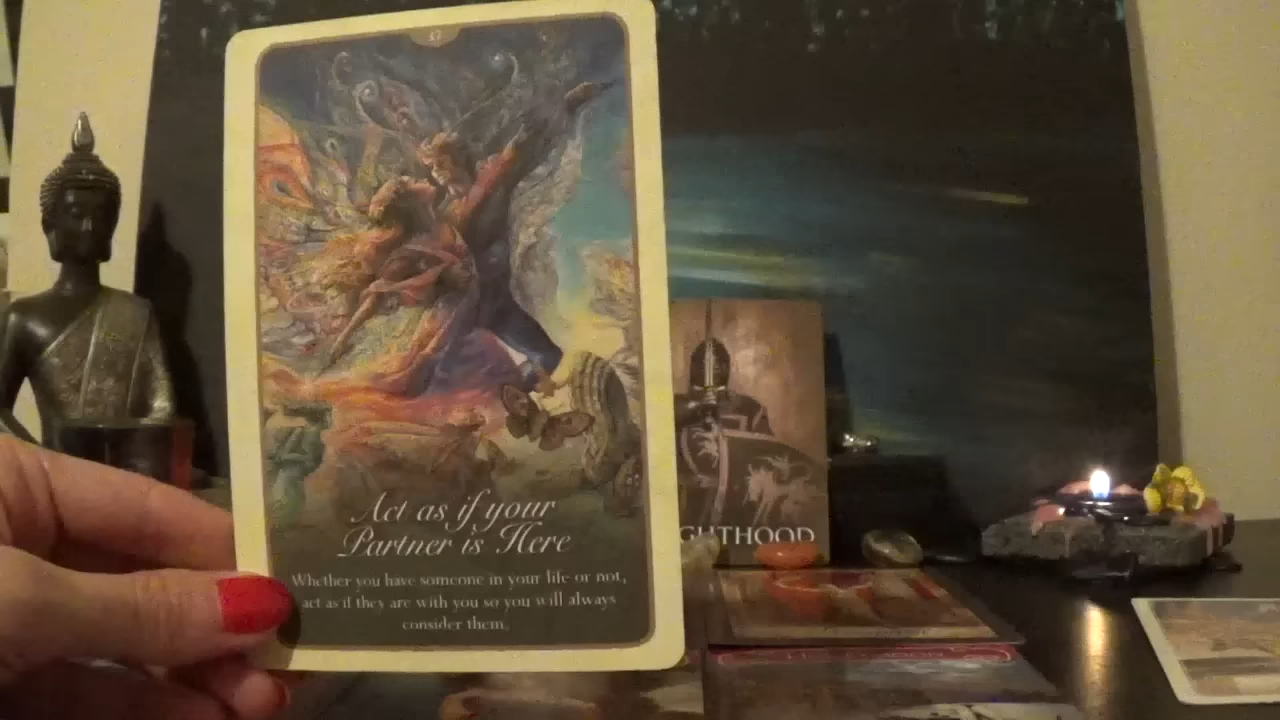 47
Act as if your
Partner is Here
Whether you have someone in your life or not,
act as if they are with you so you will always
consider them.
GHTHOOD